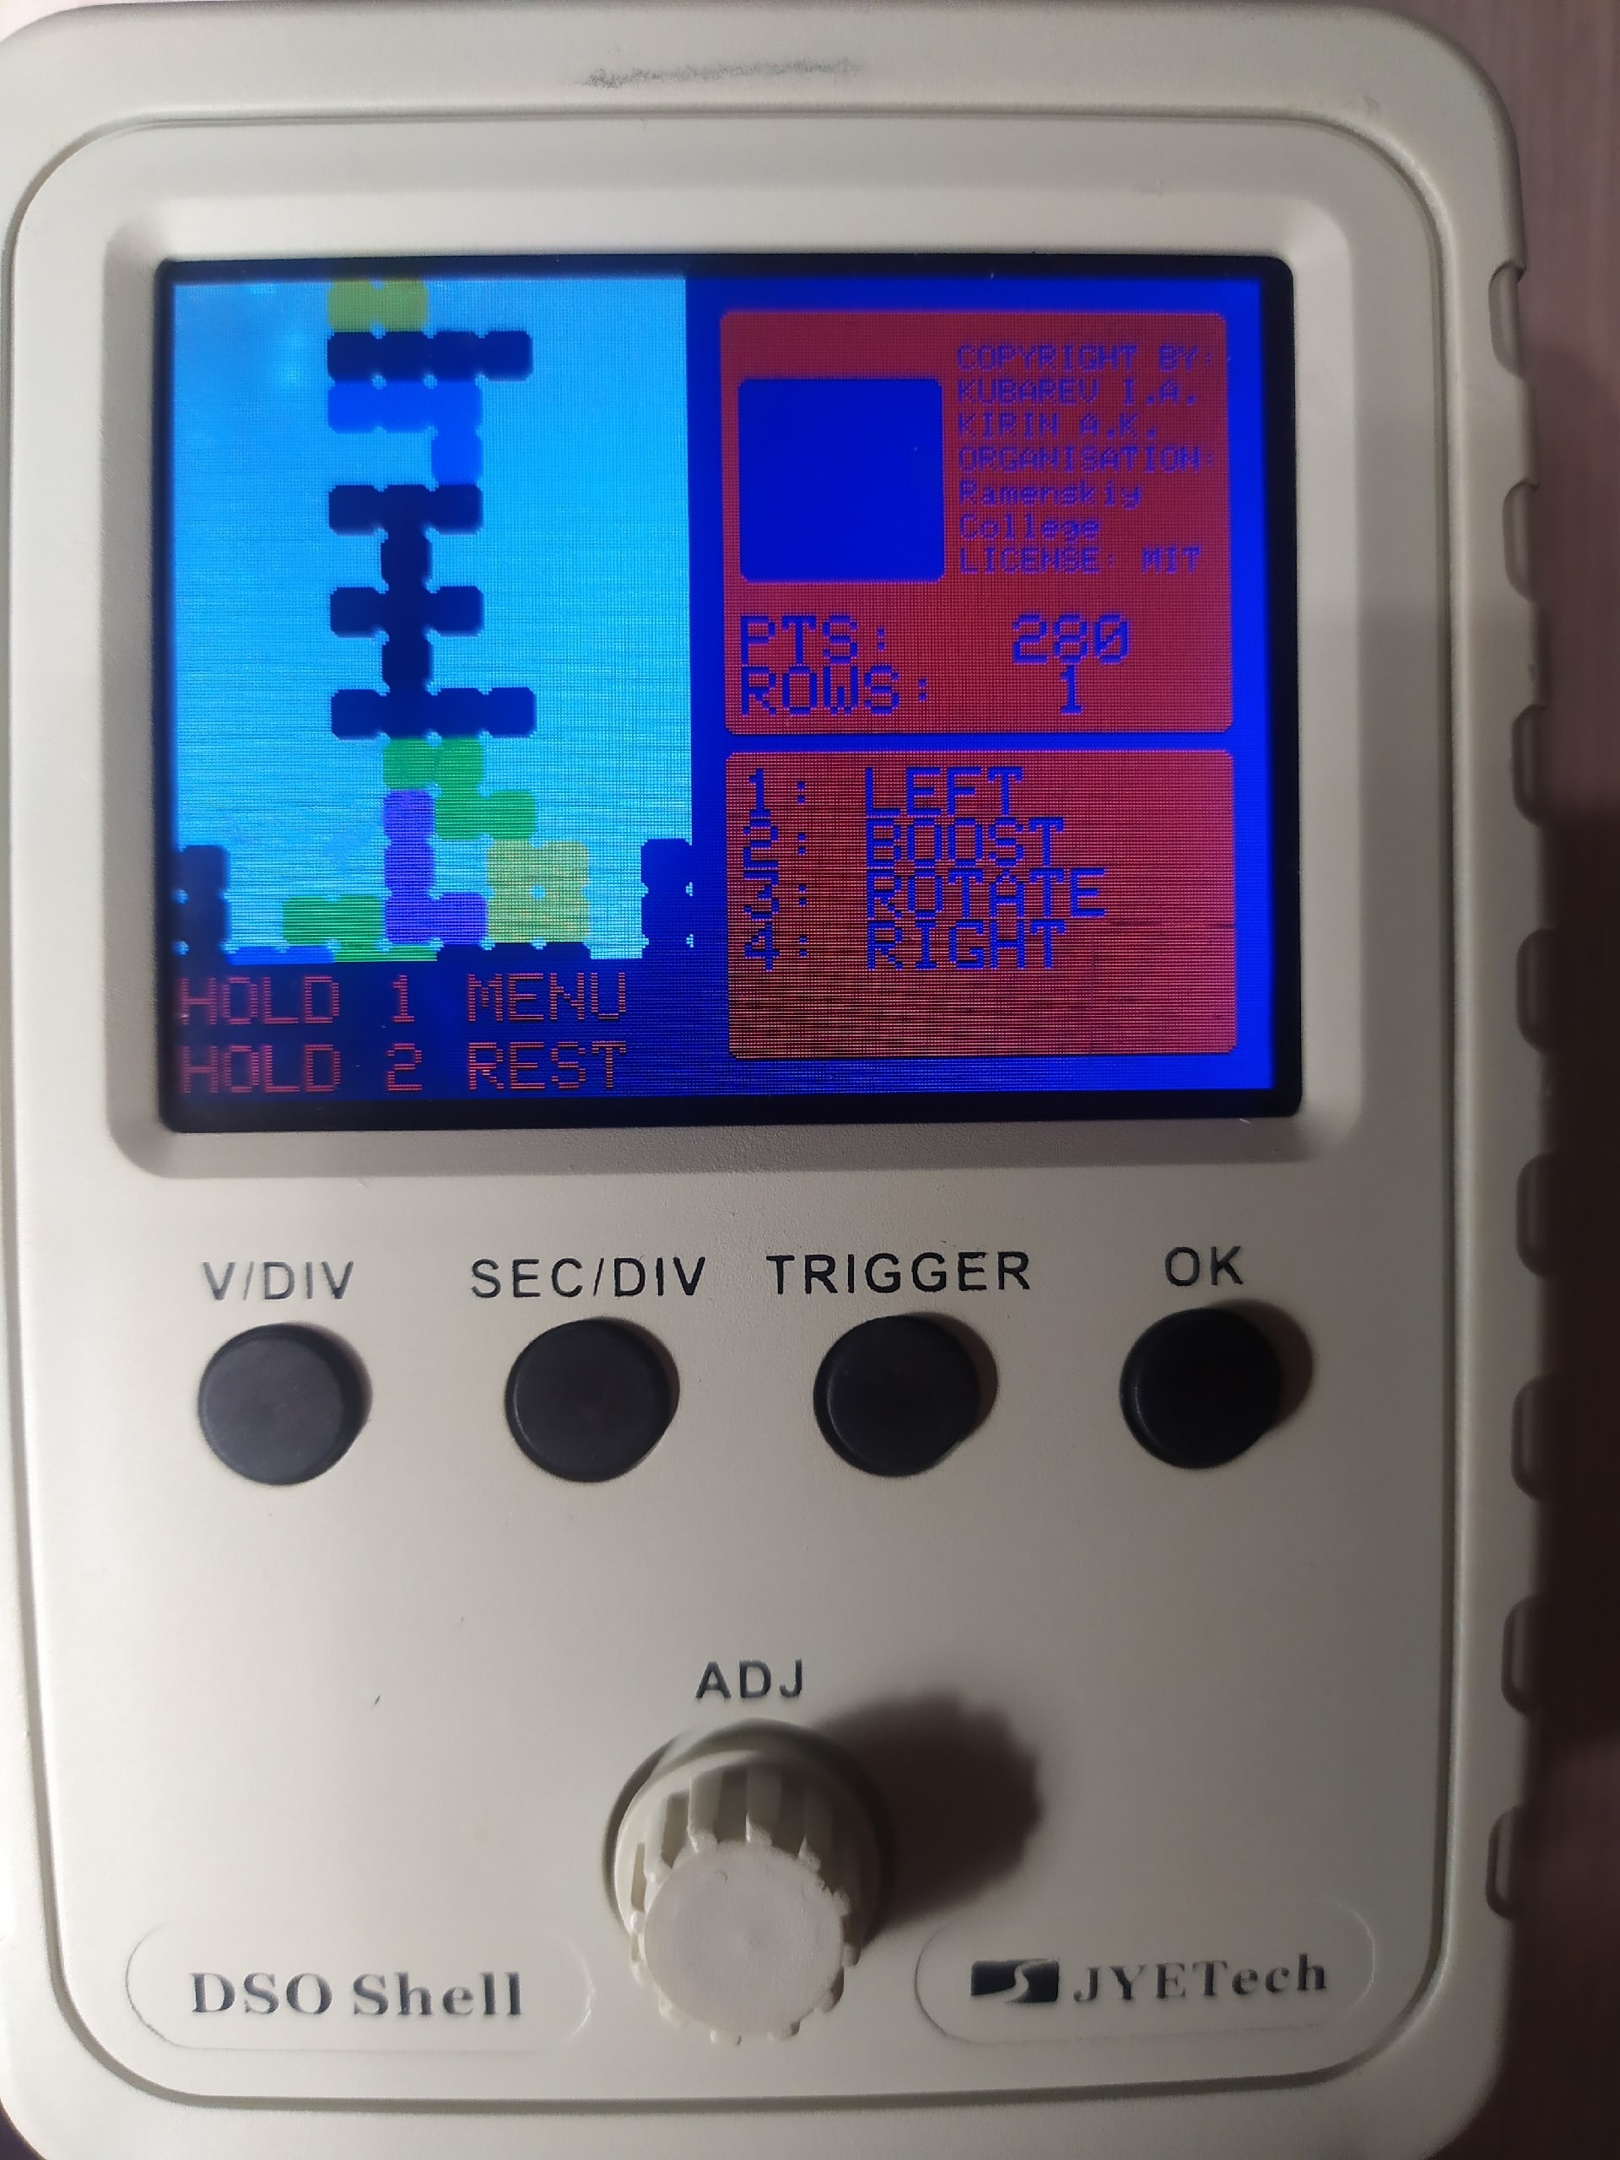 COPYRIGHT BY:
KUBAREV I.A.
KIRIN A.K.
ORGANISATION:
Ramenskiy
College
LICENSE: MIT
PTS: 280
ROWS: 1
1: LEFT
2: BOOST
3: ROTATE
4: RIGHT
HOLD 1 MENU
HOLD 2 REST
V/DIV SEC/DIV TRIGGER OK
ADJ
DSO Shell
JYETech